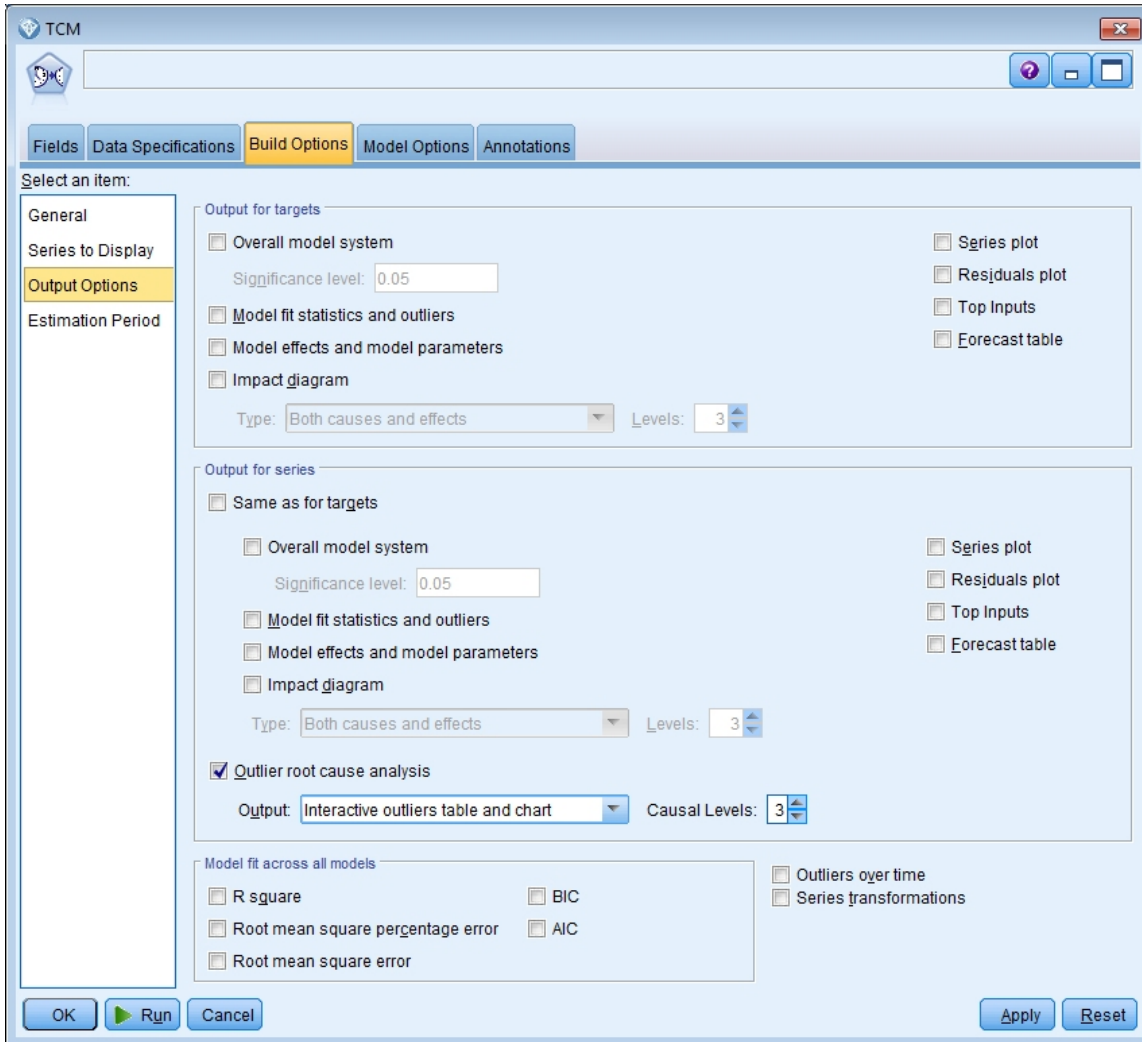 TCM
Fields Data Specifications Build Options Model Options Annotations
Select an item:
General
Series to Display
Output Options
Estimation Period
Output for targets
Overall model system
Significance level: 0.05
Model fit statistics and outliers
Model effects and model parameters
Impact diagram
Type: Both causes and effects Levels: 3
Series plot
Residuals plot
Top Inputs
Forecast table
Output for series
Same as for targets
Overall model system
Significance level: 0.05
Model fit statistics and outliers
Model effects and model parameters
Impact diagram
Type: Both causes and effects Levels: 3
Series plot
Residuals plot
Top Inputs
Forecast table
Outlier root cause analysis
Output: Interactive outliers table and chart Causal Levels: 3
Model fit across all models
R square BIC
Root mean square percentage error AIC
Root mean square error
Outliers over time
Series transformations
OK Run Cancel Apply Reset